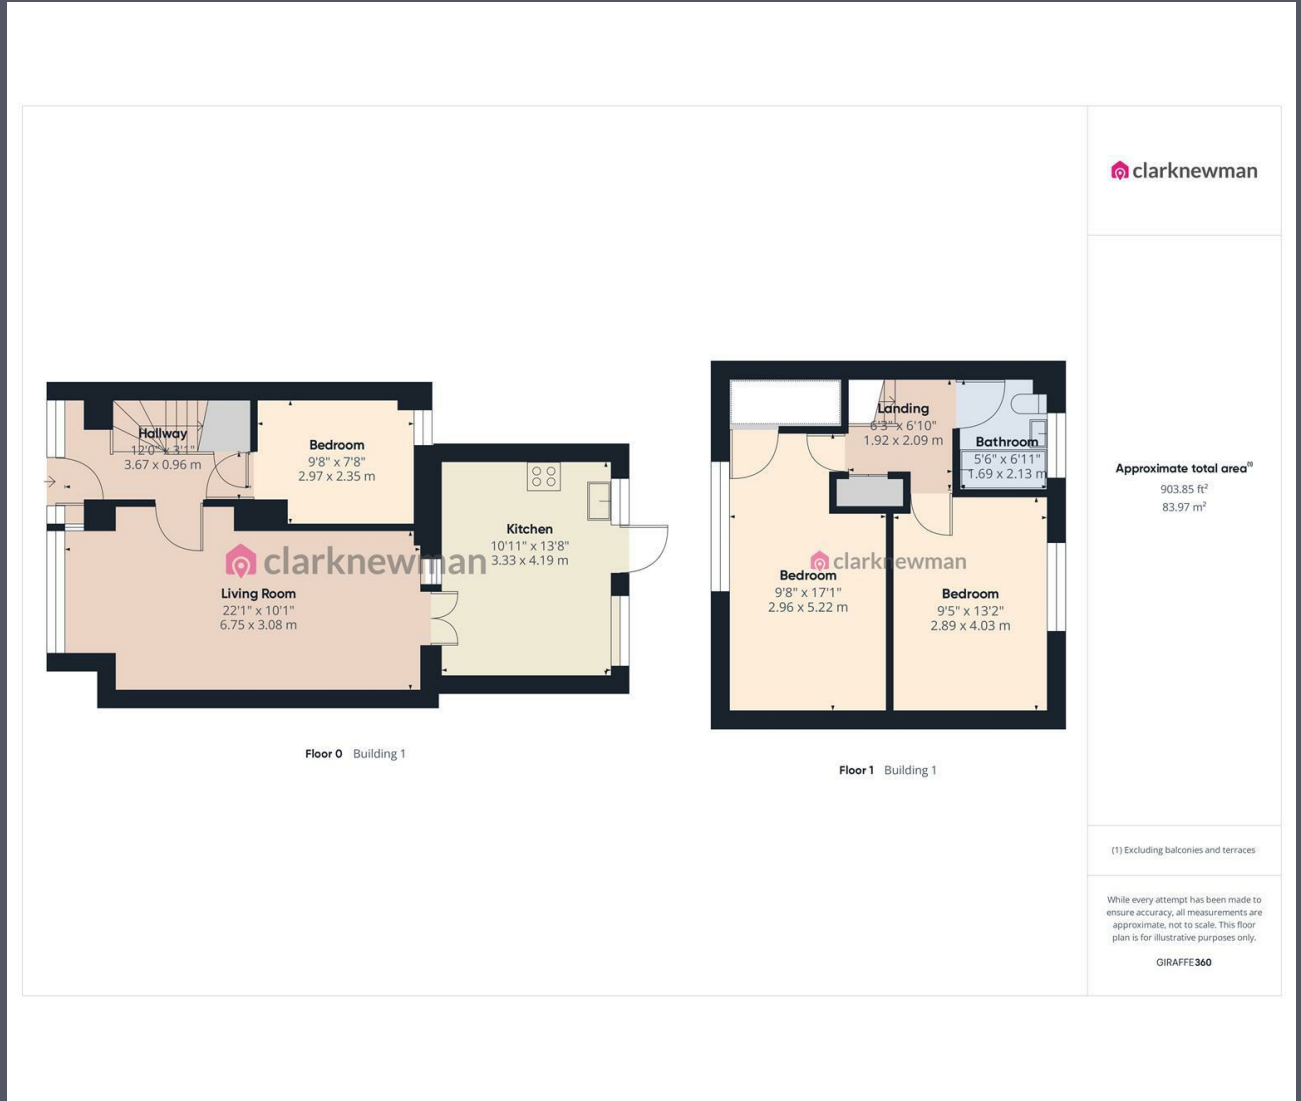 clarknewman
Hallway
12'0" x 3'1"
3.67 x 0.96 m
Bedroom
9'8" x 7'8"
2.97 x 2.35 m
Kitchen
10'11" x 13'8"
3.33 x 4.19 m
clarknewman
Living Room
22'1" x 10'1"
6.75 x 3.08 m
Floor 0 Building 1
Landing
6'3" x 6'10"
1.92 x 2.09 m
Bathroom
5'6" x 6'11"
1.69 x 2.13 m
clarknewman
Bedroom
9'8" x 17'1"
2.96 x 5.22 m
Bedroom
9'5" x 13'2"
2.89 x 4.03 m
Floor 1 Building 1
Approximate total area(1)
903.85 ft²
83.97 m²
(1) Excluding balconies and terraces
While every attempt has been made to
ensure accuracy, all measurements are
approximate, not to scale. This floor
plan is for illustrative purposes only.
GIRAFFE360